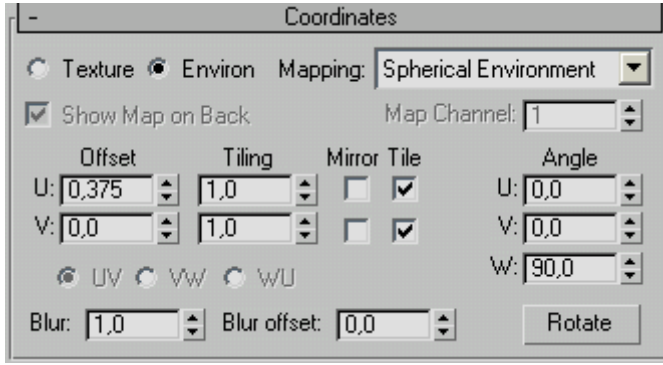 - Coordinates
Texture Environ Mapping: Spherical Environment
Show Map on Back Map Channel: 1
Offset Tiling Mirror Tile Angle
U: 0,375 1,0 U: 0,0
V: 0,0 1,0 V: 0,0
W: 90,0
UV VW WU
Blur: 1,0 Blur offset: 0,0 Rotate